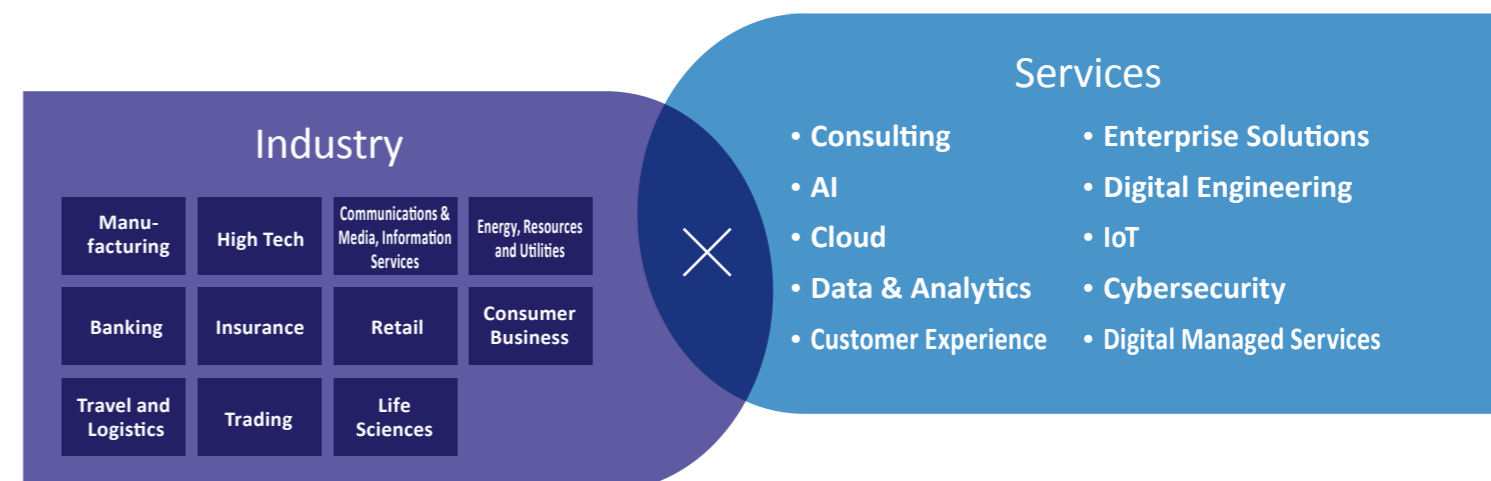 Industry
Manu-
facturing
High Tech
Communications &
Media, Information
Services
Energy, Resources
and Utilities
Banking
Insurance
Retail
Consumer
Business
Travel and
Logistics
Trading
Life
Sciences
Services
• Consulting
• AI
• Cloud
• Data & Analytics
• Customer Experience
• Enterprise Solutions
• Digital Engineering
• IoT
• Cybersecurity
• Digital Managed Services